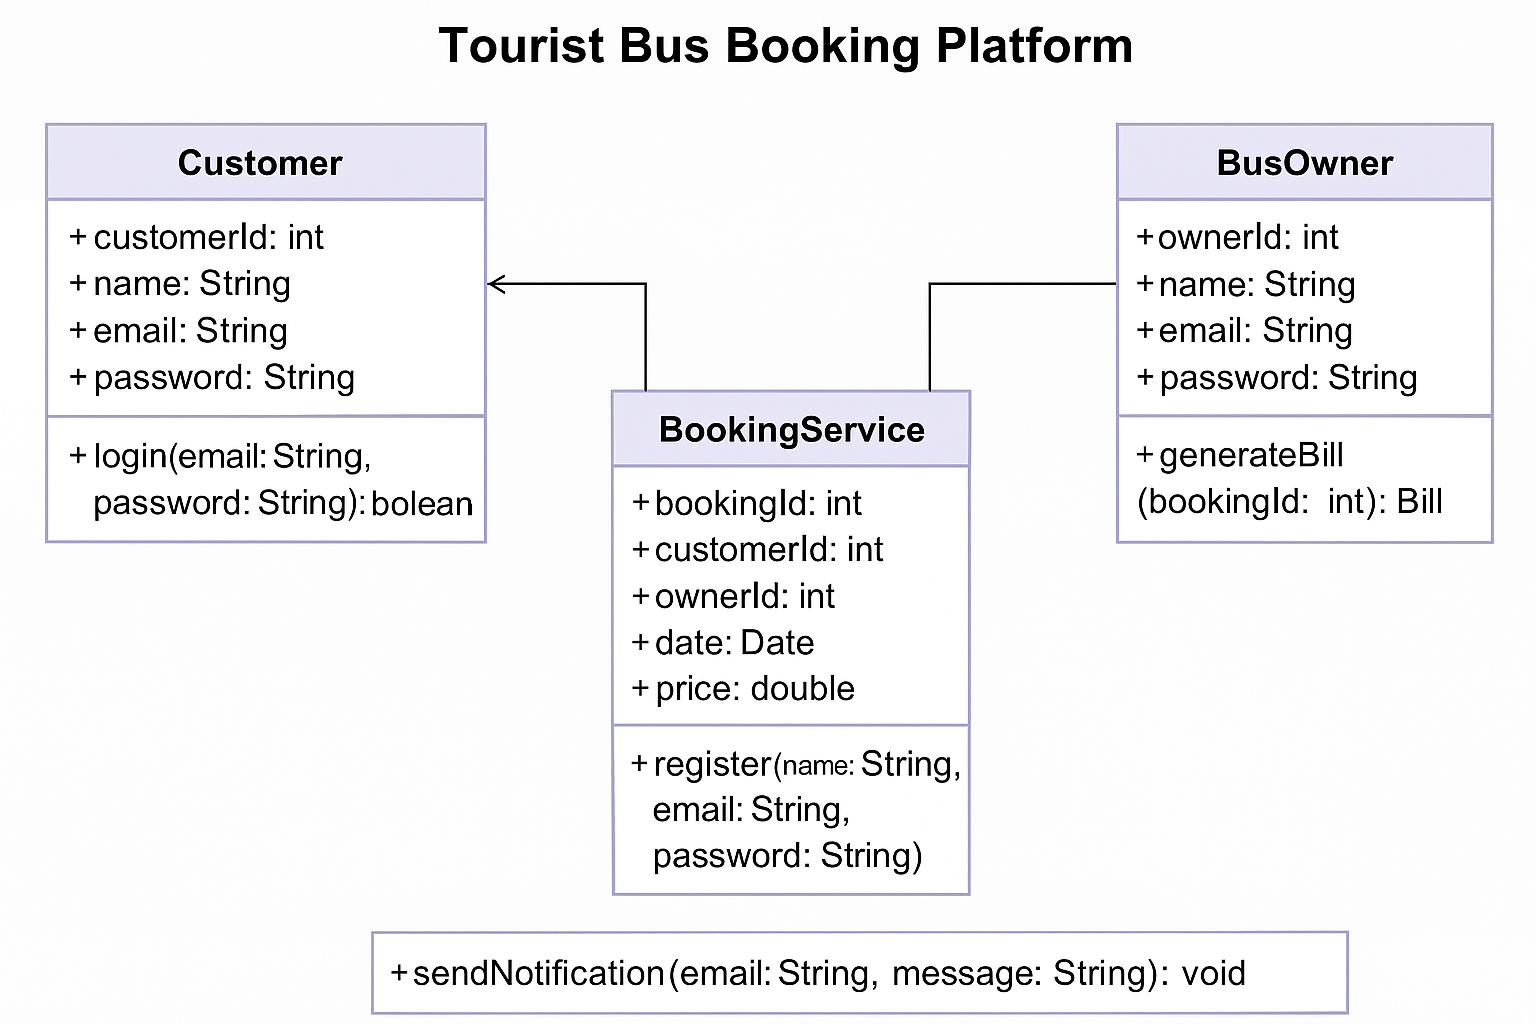 Tourist Bus Booking Platform
Customer
+ customerId: int
+ name: String
+ email: String
+ password: String
+ login(email: String,
password: String): bolean
BusOwner
+ ownerId: int
+ name: String
+ email: String
+ password: String
+ generateBill
(bookingId: int): Bill
BookingService
+ bookingId: int
+ customerId: int
+ ownerId: int
+ date: Date
+ price: double
+ register(name: String,
email: String,
password: String)
+ sendNotification(email: String, message: String): void